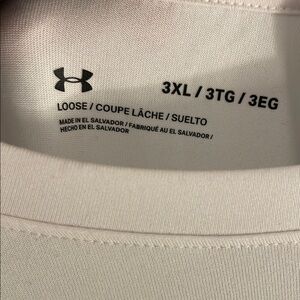 3XL / 3TG / 3EG
LOOSE / COUPE LÂCHE / SUELTO
MADE IN EL SALVADOR / FABRIQUÉ AU EL SALVADOR /
HECHO EN EL SALVADOR